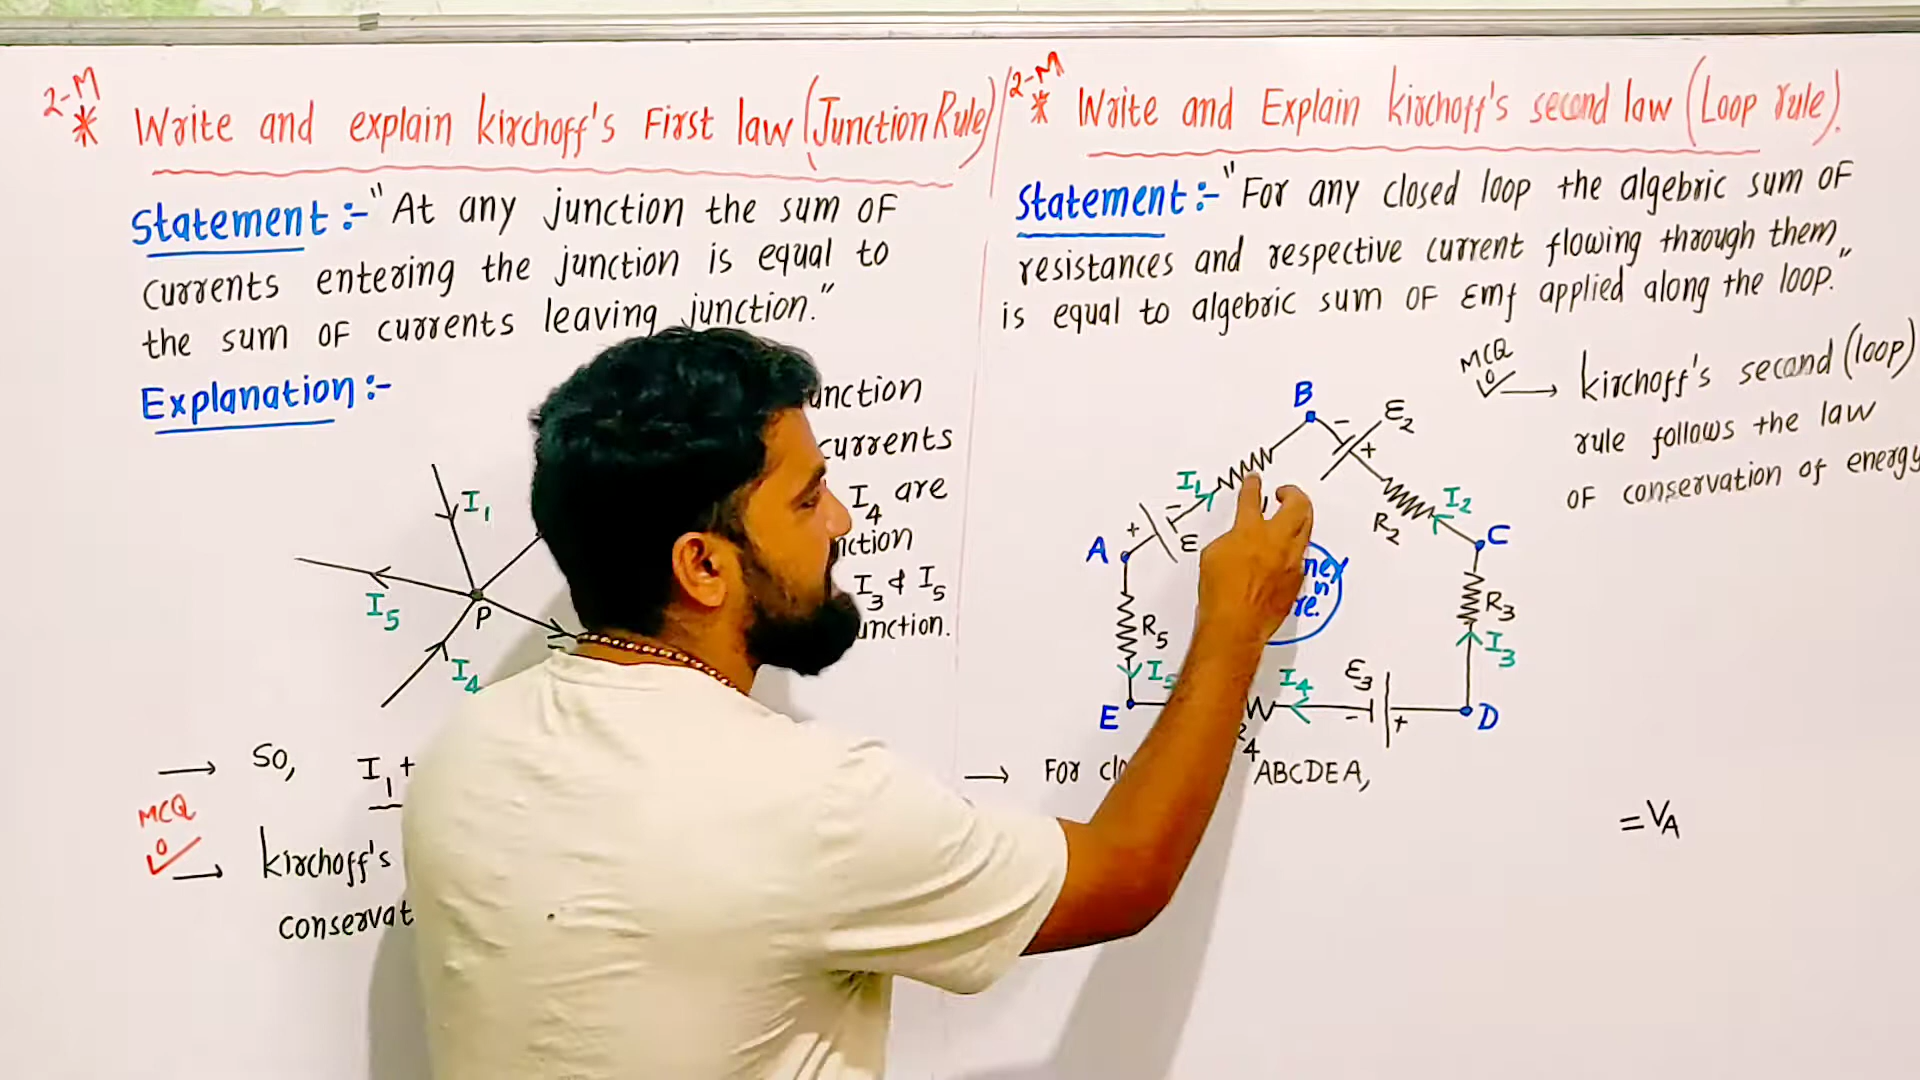 2-M
* Write and explain kirchoff's First law (Junction Rule)
Statement :- "At any junction the sum of
currents entering the junction is equal to
the sum of currents leaving junction."
Explanation :-
unction
currents
I4 are
nction
I3 & I5
unction.
I1
I5
P
I4
→ So, I1 +
MCQ
→ kirchoff's
conservat
2-M
* Write and Explain kirchoff's second law (Loop rule).
Statement :- "For any closed loop the algebric sum of
resistances and respective current flowing through them
is equal to algebric sum of Emf applied along the loop."
MCQ
→ kirchoff's second (loop)
rule follows the law
of conservation of energy
B
- ε2
+
I1
I2
R2
C
A
+ -
ε
R3
R5
I3
I5
I4
ε3
- +
E
D
R4
→ For clo ABCDEA,
= VA